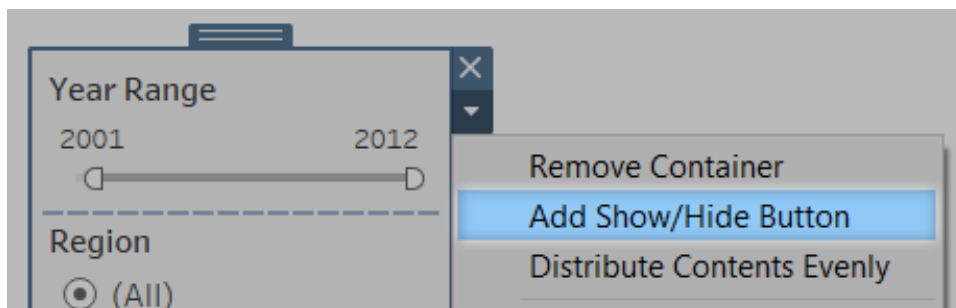 Year Range
2001 2012
Region
(All)
Remove Container
Add Show/Hide Button
Distribute Contents Evenly